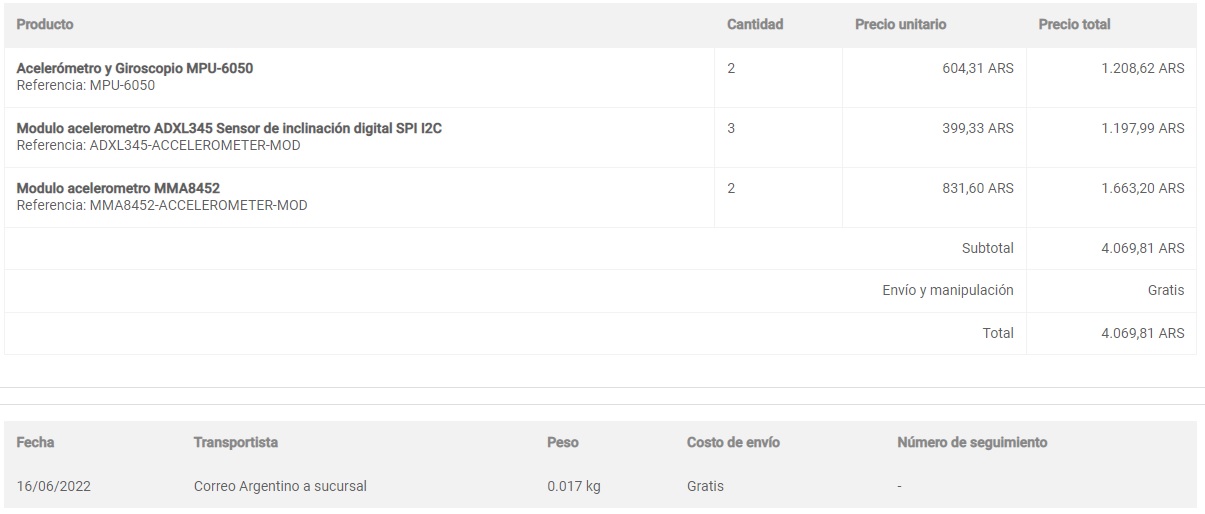 Producto Cantidad Precio unitario Precio total
Acelerómetro y Giroscopio MPU-6050 2 604,31 ARS 1.208,62 ARS
Referencia: MPU-6050
Modulo acelerometro ADXL345 Sensor de inclinación digital SPI I2C 3 399,33 ARS 1.197,99 ARS
Referencia: ADXL345-ACCELEROMETER-MOD
Modulo acelerometro MMA8452 2 831,60 ARS 1.663,20 ARS
Referencia: MMA8452-ACCELEROMETER-MOD
Subtotal 4.069,81 ARS
Envío y manipulación Gratis
Total 4.069,81 ARS
Fecha Transportista Peso Costo de envío Número de seguimiento
16/06/2022 Correo Argentino a sucursal 0.017 kg Gratis -